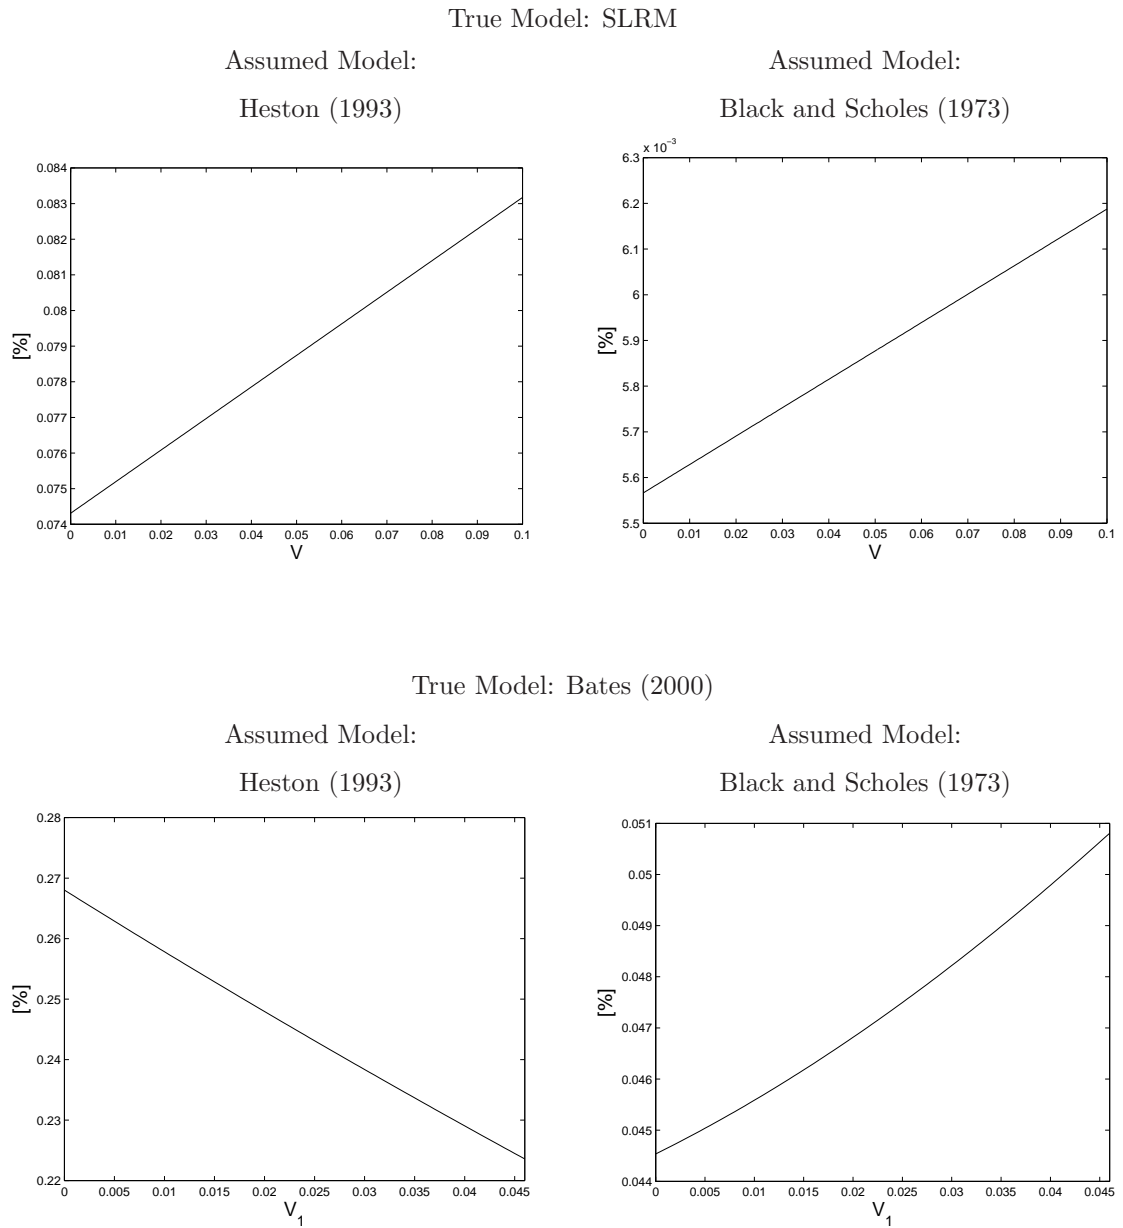 True Model: SLRM
Assumed Model:
Heston (1993)
0.084
0.083
0.082
0.081
0.08
0.079
0.078
0.077
0.076
0.075
0.074
[%]
0 0.01 0.02 0.03 0.04 0.05 0.06 0.07 0.08 0.09 0.1
V
Assumed Model:
Black and Scholes (1973)
x 10⁻³
6.3
6.2
6.1
6
5.9
5.8
5.7
5.6
5.5
[%]
0 0.01 0.02 0.03 0.04 0.05 0.06 0.07 0.08 0.09 0.1
V
True Model: Bates (2000)
Assumed Model:
Heston (1993)
0.28
0.27
0.26
0.25
0.24
0.23
0.22
[%]
0 0.005 0.01 0.015 0.02 0.025 0.03 0.035 0.04 0.045
V₁
Assumed Model:
Black and Scholes (1973)
0.051
0.05
0.049
0.048
0.047
0.046
0.045
0.044
[%]
0 0.005 0.01 0.015 0.02 0.025 0.03 0.035 0.04 0.045
V₁